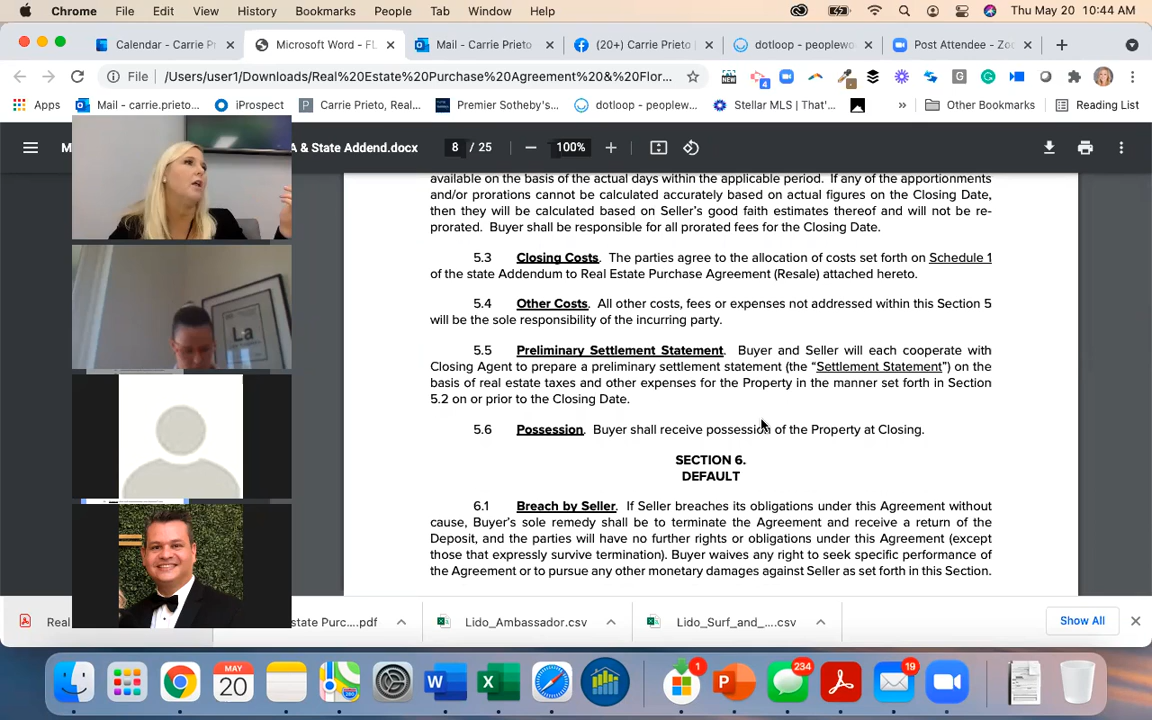 Chrome File Edit View History Bookmarks People Tab Window Help Thu May 20 10:44 AM
Calendar - Carrie Pr × Microsoft Word - FL × Mail - Carrie Prieto × (20+) Carrie Prieto × dotloop - peoplewo × Post Attendee - Zoo × +
File /Users/user1/Downloads/Real%20Estate%20Purchase%20Agreement%20&%20Flor...
Apps Mail - carrie.prieto... iProspect Carrie Prieto, Real... Premier Sotheby's... dotloop - peoplew... Stellar MLS | That'... » Other Bookmarks Reading List
A & State Addend.docx 8 / 25 — 100% +
available on the basis of the actual days within the applicable period. If any of the apportionments
and/or prorations cannot be calculated accurately based on actual figures on the Closing Date,
then they will be calculated based on Seller's good faith estimates thereof and will not be re-
prorated. Buyer shall be responsible for all prorated fees for the Closing Date.
5.3 Closing Costs. The parties agree to the allocation of costs set forth on Schedule 1
of the state Addendum to Real Estate Purchase Agreement (Resale) attached hereto.
5.4 Other Costs. All other costs, fees or expenses not addressed within this Section 5
will be the sole responsibility of the incurring party.
5.5 Preliminary Settlement Statement. Buyer and Seller will each cooperate with
Closing Agent to prepare a preliminary settlement statement (the “Settlement Statement”) on the
basis of real estate taxes and other expenses for the Property in the manner set forth in Section
5.2 on or prior to the Closing Date.
5.6 Possession. Buyer shall receive possession of the Property at Closing.
SECTION 6.
DEFAULT
6.1 Breach by Seller. If Seller breaches its obligations under this Agreement without
cause, Buyer's sole remedy shall be to terminate the Agreement and receive a return of the
Deposit, and the parties will have no further rights or obligations under this Agreement (except
those that expressly survive termination). Buyer waives any right to seek specific performance of
the Agreement or to pursue any other monetary damages against Seller as set forth in this Section.
La
Real state Purc....pdf Lido_Ambassador.csv Lido_Surf_and_....csv Show All
MAY 20 1 234 19